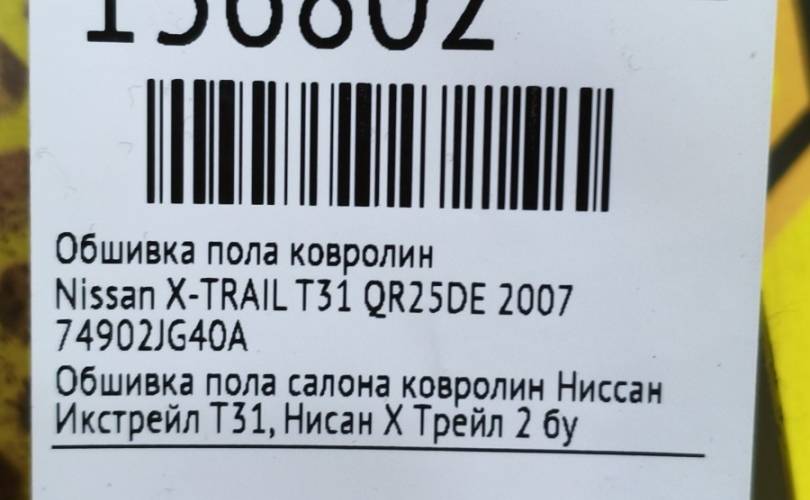 156802
Обшивка пола ковролин
Nissan X-TRAIL T31 QR25DE 2007
74902JG40A
Обшивка пола салона ковролин Ниссан
Икстрейл Т31, Нисан Х Трейл 2 бу